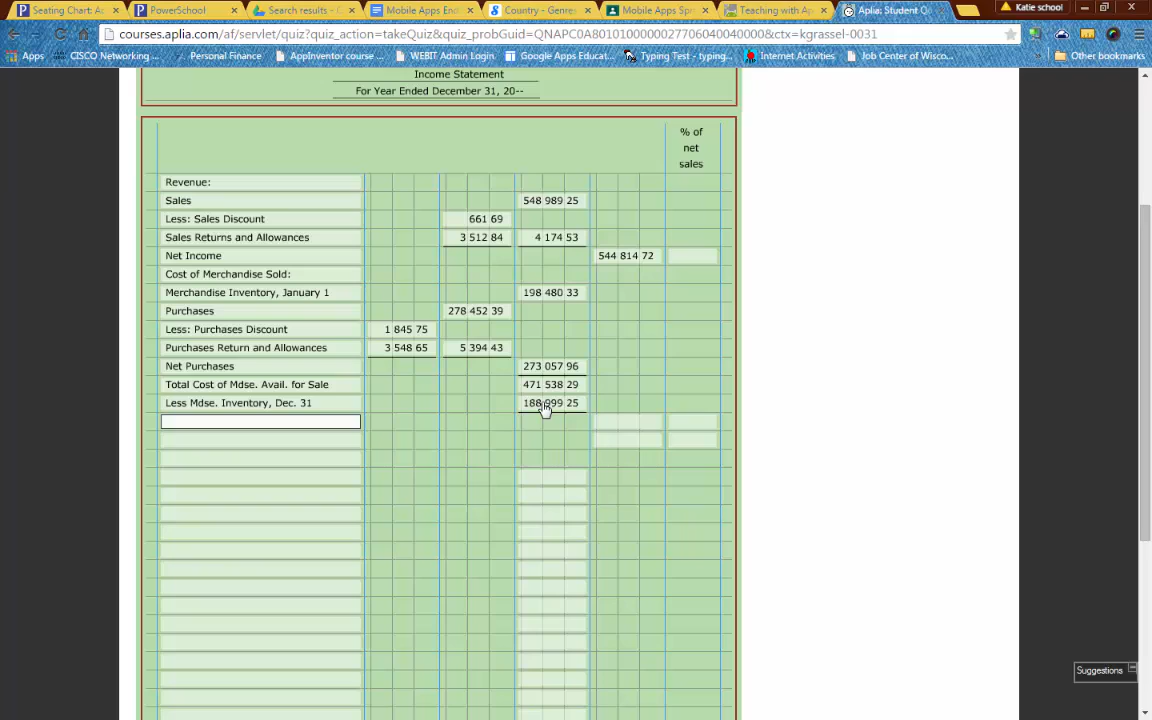 Seating Chart: Ac
PowerSchool
Search results - G
Mobile Apps End
Country - Genres
Mobile Apps Spr
Teaching with Ap
Aplia: Student Qu
Katie school
courses.aplia.com/af/servlet/quiz?quiz_action=takeQuiz&quiz_probGuid=QNAPC0A80101000000277060400400000&ctx=kgrassel-0031
Apps
CISCO Networking ...
Personal Finance
AppInventor course ...
WEBIT Admin Login
Google Apps Educat...
Typing Test - typing...
Internet Activities
Job Center of Wisco...
Other bookmarks
Income Statement
For Year Ended December 31, 20--
% of
net
sales
Revenue:
Sales 548 989 25
Less: Sales Discount 661 69
Sales Returns and Allowances 3 512 84 4 174 53
Net Income 544 814 72
Cost of Merchandise Sold:
Merchandise Inventory, January 1 198 480 33
Purchases 278 452 39
Less: Purchases Discount 1 845 75
Purchases Return and Allowances 3 548 65 5 394 43
Net Purchases 273 057 96
Total Cost of Mdse. Avail. for Sale 471 538 29
Less Mdse. Inventory, Dec. 31 188 999 25
Suggestions